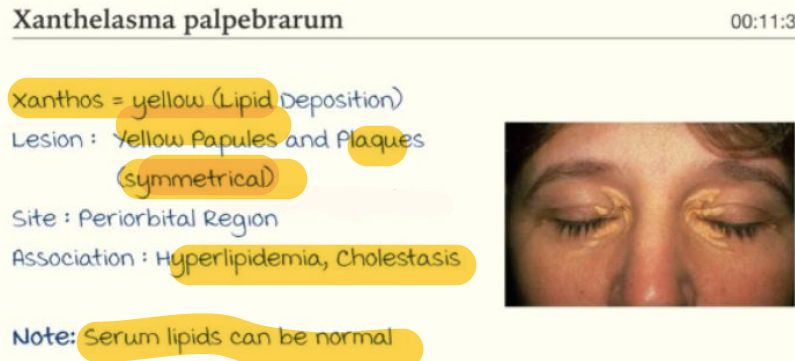 Xanthelasma palpebrarum
00:11:3
Xanthos = yellow (Lipid Deposition)
Lesion : Yellow Papules and Plaques
(symmetrical)
Site : Periorbital Region
Association : Hyperlipidemia, Cholestasis
Note: Serum lipids can be normal